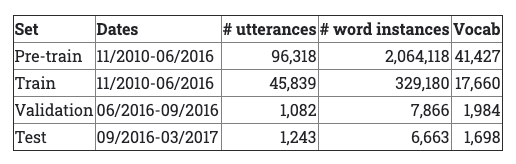 Set Dates # utterances # word instances Vocab
Pre-train 11/2010-06/2016 96,318 2,064,118 41,427
Train 11/2010-06/2016 45,839 329,180 17,660
Validation 06/2016-09/2016 1,082 7,866 1,984
Test 09/2016-03/2017 1,243 6,663 1,698